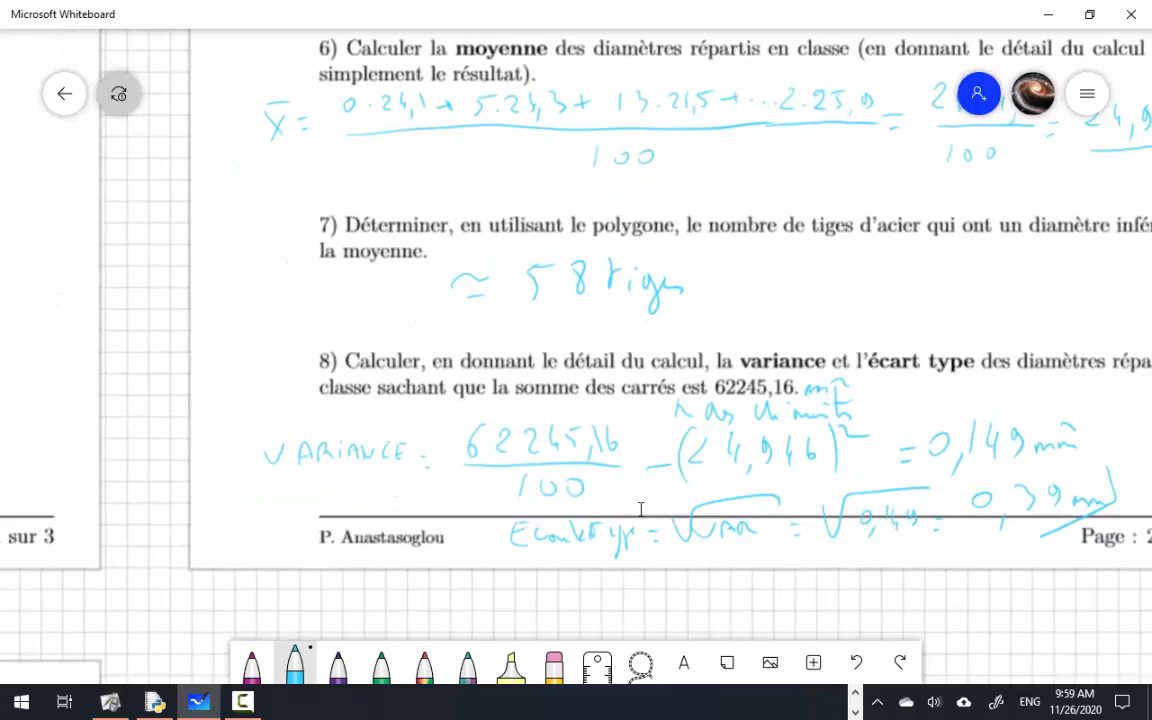 Microsoft Whiteboard
6) Calculer la moyenne des diamètres répartis en classe (en donnant le détail du calcul
simplement le résultat).
X̄ = 0.24,1 + 5.24,3 + 13.21,5 + ...2.25,9 / 100 = 2 / 100 = 24,9
7) Déterminer, en utilisant le polygone, le nombre de tiges d'acier qui ont un diamètre infé
la moyenne.
≃ 58 tiges
8) Calculer, en donnant le détail du calcul, la variance et l'écart type des diamètres répa
classe sachant que la somme des carrés est 62245,16. m²
VARIANCE : 62245,16 / 100 − (24,946)² = 0,149 mm
Ecart type = √VAR = √0,149 = 0,39 mm
sur 3
P. Anastasoglou
Page : 2
A
ENG
9:59 AM
11/26/2020